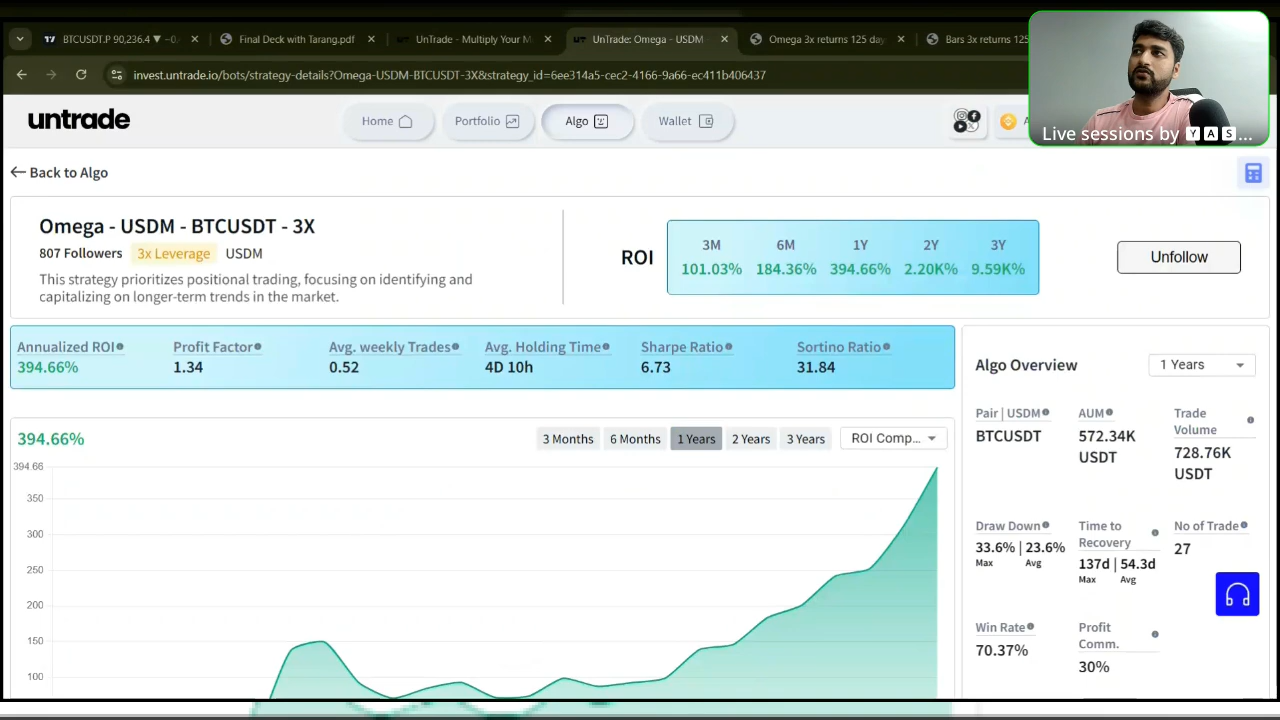 BTCUSDT.P 90,236.4 ▼ -0.
Final Deck with Tarang.pdf
UnTrade - Multiply Your M
UnTrade: Omega - USDM
Omega 3x returns 125 day
Bars 3x returns 125
invest.untrade.io/bots/strategy-details?Omega-USDM-BTCUSDT-3X&strategy_id=6ee314a5-cec2-4166-9a66-ec411b406437
Live sessions by 🅈🄰🅂...
untrade
Home
Portfolio
Algo
Wallet
A
← Back to Algo
Omega - USDM - BTCUSDT - 3X
807 Followers 3x Leverage USDM
This strategy prioritizes positional trading, focusing on identifying and
capitalizing on longer-term trends in the market.
ROI
3M 6M 1Y 2Y 3Y
101.03% 184.36% 394.66% 2.20K% 9.59K%
Unfollow
Annualized ROI Profit Factor Avg. weekly Trades Avg. Holding Time Sharpe Ratio Sortino Ratio
394.66% 1.34 0.52 4D 10h 6.73 31.84
394.66%
3 Months 6 Months 1 Years 2 Years 3 Years ROI Comp...
394.66
350
300
250
200
150
100
Algo Overview 1 Years
Pair | USDM
BTCUSDT
AUM
572.34K
USDT
Trade
Volume
728.76K
USDT
Draw Down
33.6% | 23.6%
Max Avg
Time to
Recovery
137d | 54.3d
Max Avg
No of Trade
27
Win Rate
70.37%
Profit
Comm.
30%